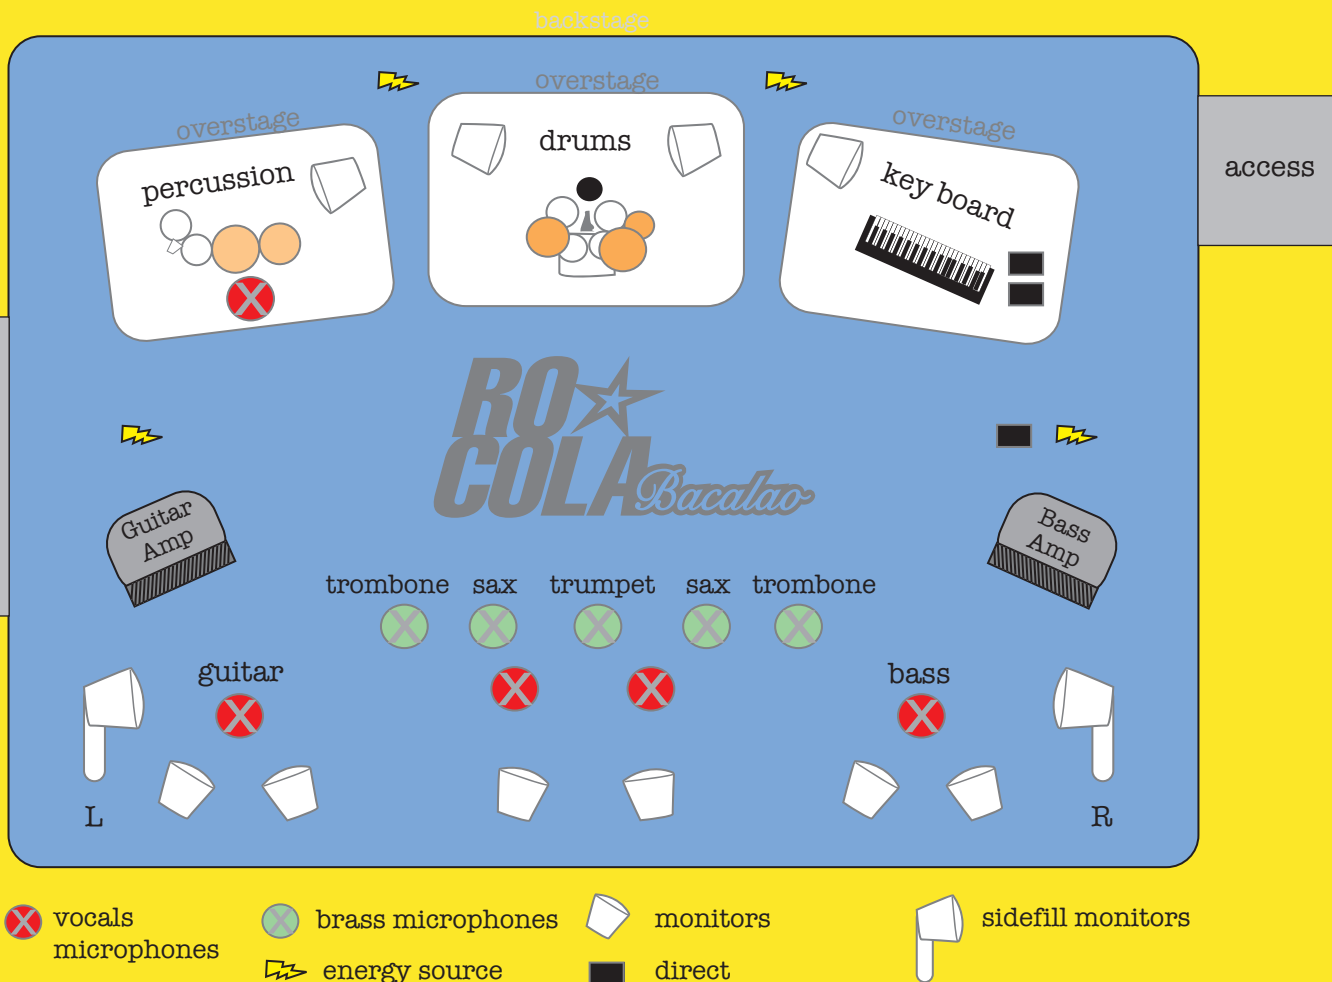 backstage
overstage
overstage
overstage
drums
percussion
key board
access
RO
COLA
Bacalao
Guitar
Amp
Bass
Amp
trombone sax trumpet sax trombone
X X X X X
guitar
bass
X
X X
X X
L
R
X vocals
microphones
X brass microphones
monitors
sidefill monitors
energy source
direct